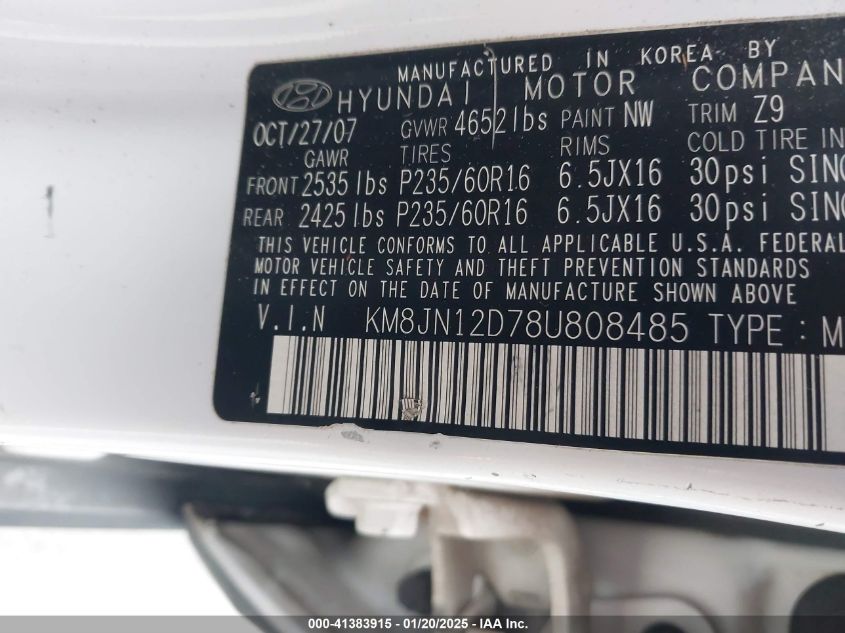 MANUFACTURED IN KOREA BY
HYUNDAI MOTOR COMPAN
OCT/27/07 GVWR 4652lbs PAINT NW TRIM Z9
GAWR TIRES RIMS COLD TIRE IN
FRONT 2535 lbs P235/60R16 6.5JX16 30psi SING
REAR 2425 lbs P235/60R16 6.5JX16 30psi SING
THIS VEHICLE CONFORMS TO ALL APPLICABLE U.S.A. FEDERAL
MOTOR VEHICLE SAFETY AND THEFT PREVENTION STANDARDS
IN EFFECT ON THE DATE OF MANUFACTURE SHOWN ABOVE
V.I.N KM8JN12D78U808485 TYPE : M
000-41383915 - 01/20/2025 - IAA Inc.